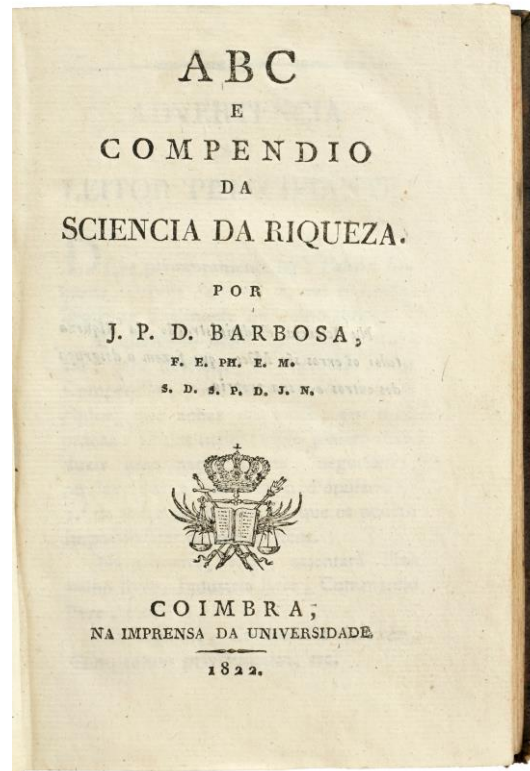 ABC
E
COMPENDIO
DA
SCIENCIA DA RIQUEZA.
POR
J. P. D. BARBOSA,
F. E. PH. E. M.
S. D. S. P. D. J. N.
COIMBRA,
NA IMPRENSA DA UNIVERSIDADE,
1822.